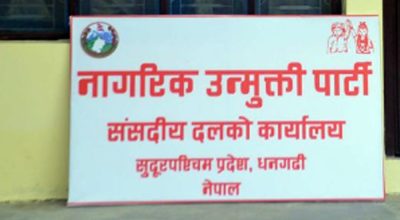 नागरिक उन्मुक्ती पार्टी
संसदीय दलको कार्यालय
सुदूरपश्चिम प्रदेश, धनगढी
नेपाल